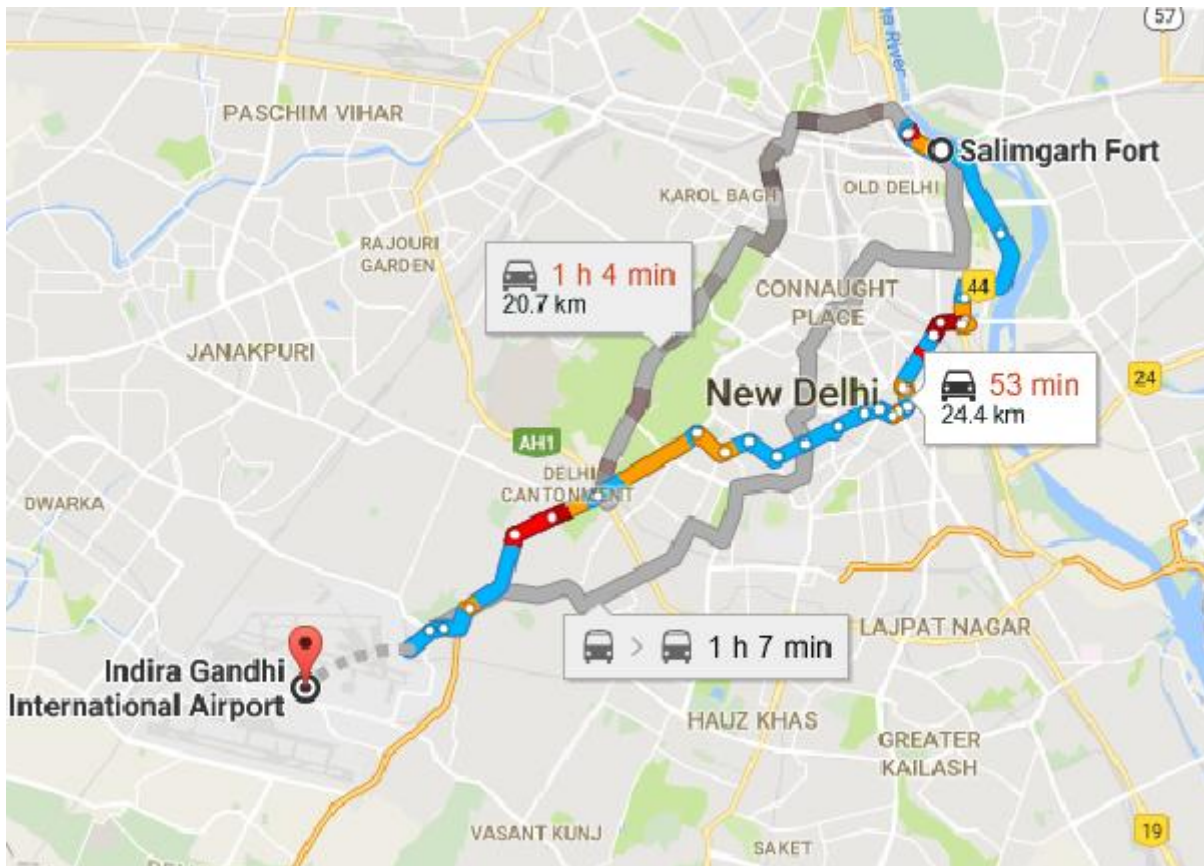 57
na River
PASCHIM VIHAR
Salimgarh Fort
KAROL BAGH
OLD DELHI
RAJOURI
GARDEN
1 h 4 min
20.7 km
CONNAUGHT
PLACE
44
JANAKPURI
New Delhi
53 min
24.4 km
24
AH1
DELHI
CANTONMENT
DWARKA
LAJPAT NAGAR
> 1 h 7 min
Indira Gandhi
International Airport
HAUZ KHAS
GREATER
KAILASH
VASANT KUNJ
SAKET
19